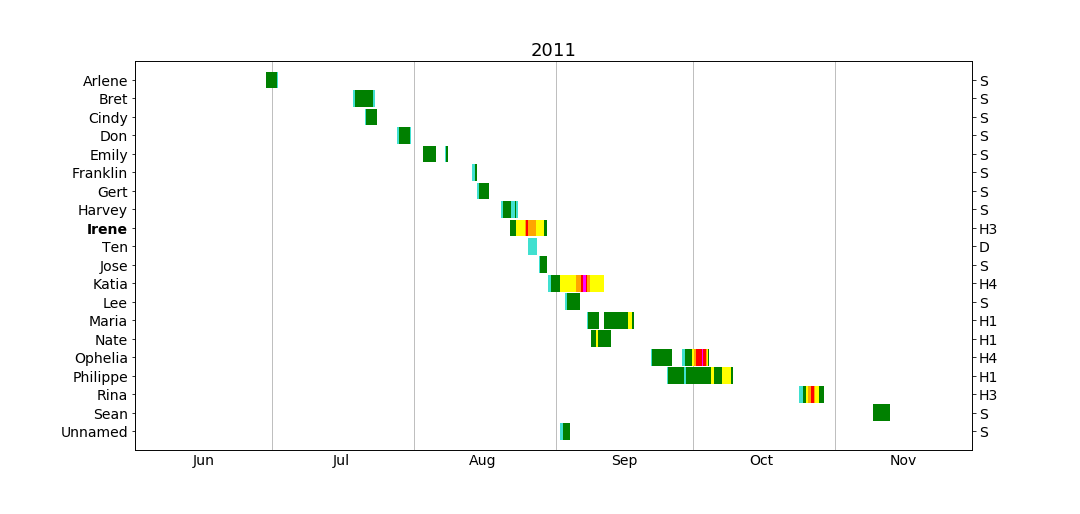 2011
Arlene S
Bret S
Cindy S
Don S
Emily S
Franklin S
Gert S
Harvey S
Irene H3
Ten D
Jose S
Katia H4
Lee S
Maria H1
Nate H1
Ophelia H4
Philippe H1
Rina H3
Sean S
Unnamed S
Jun Jul Aug Sep Oct Nov